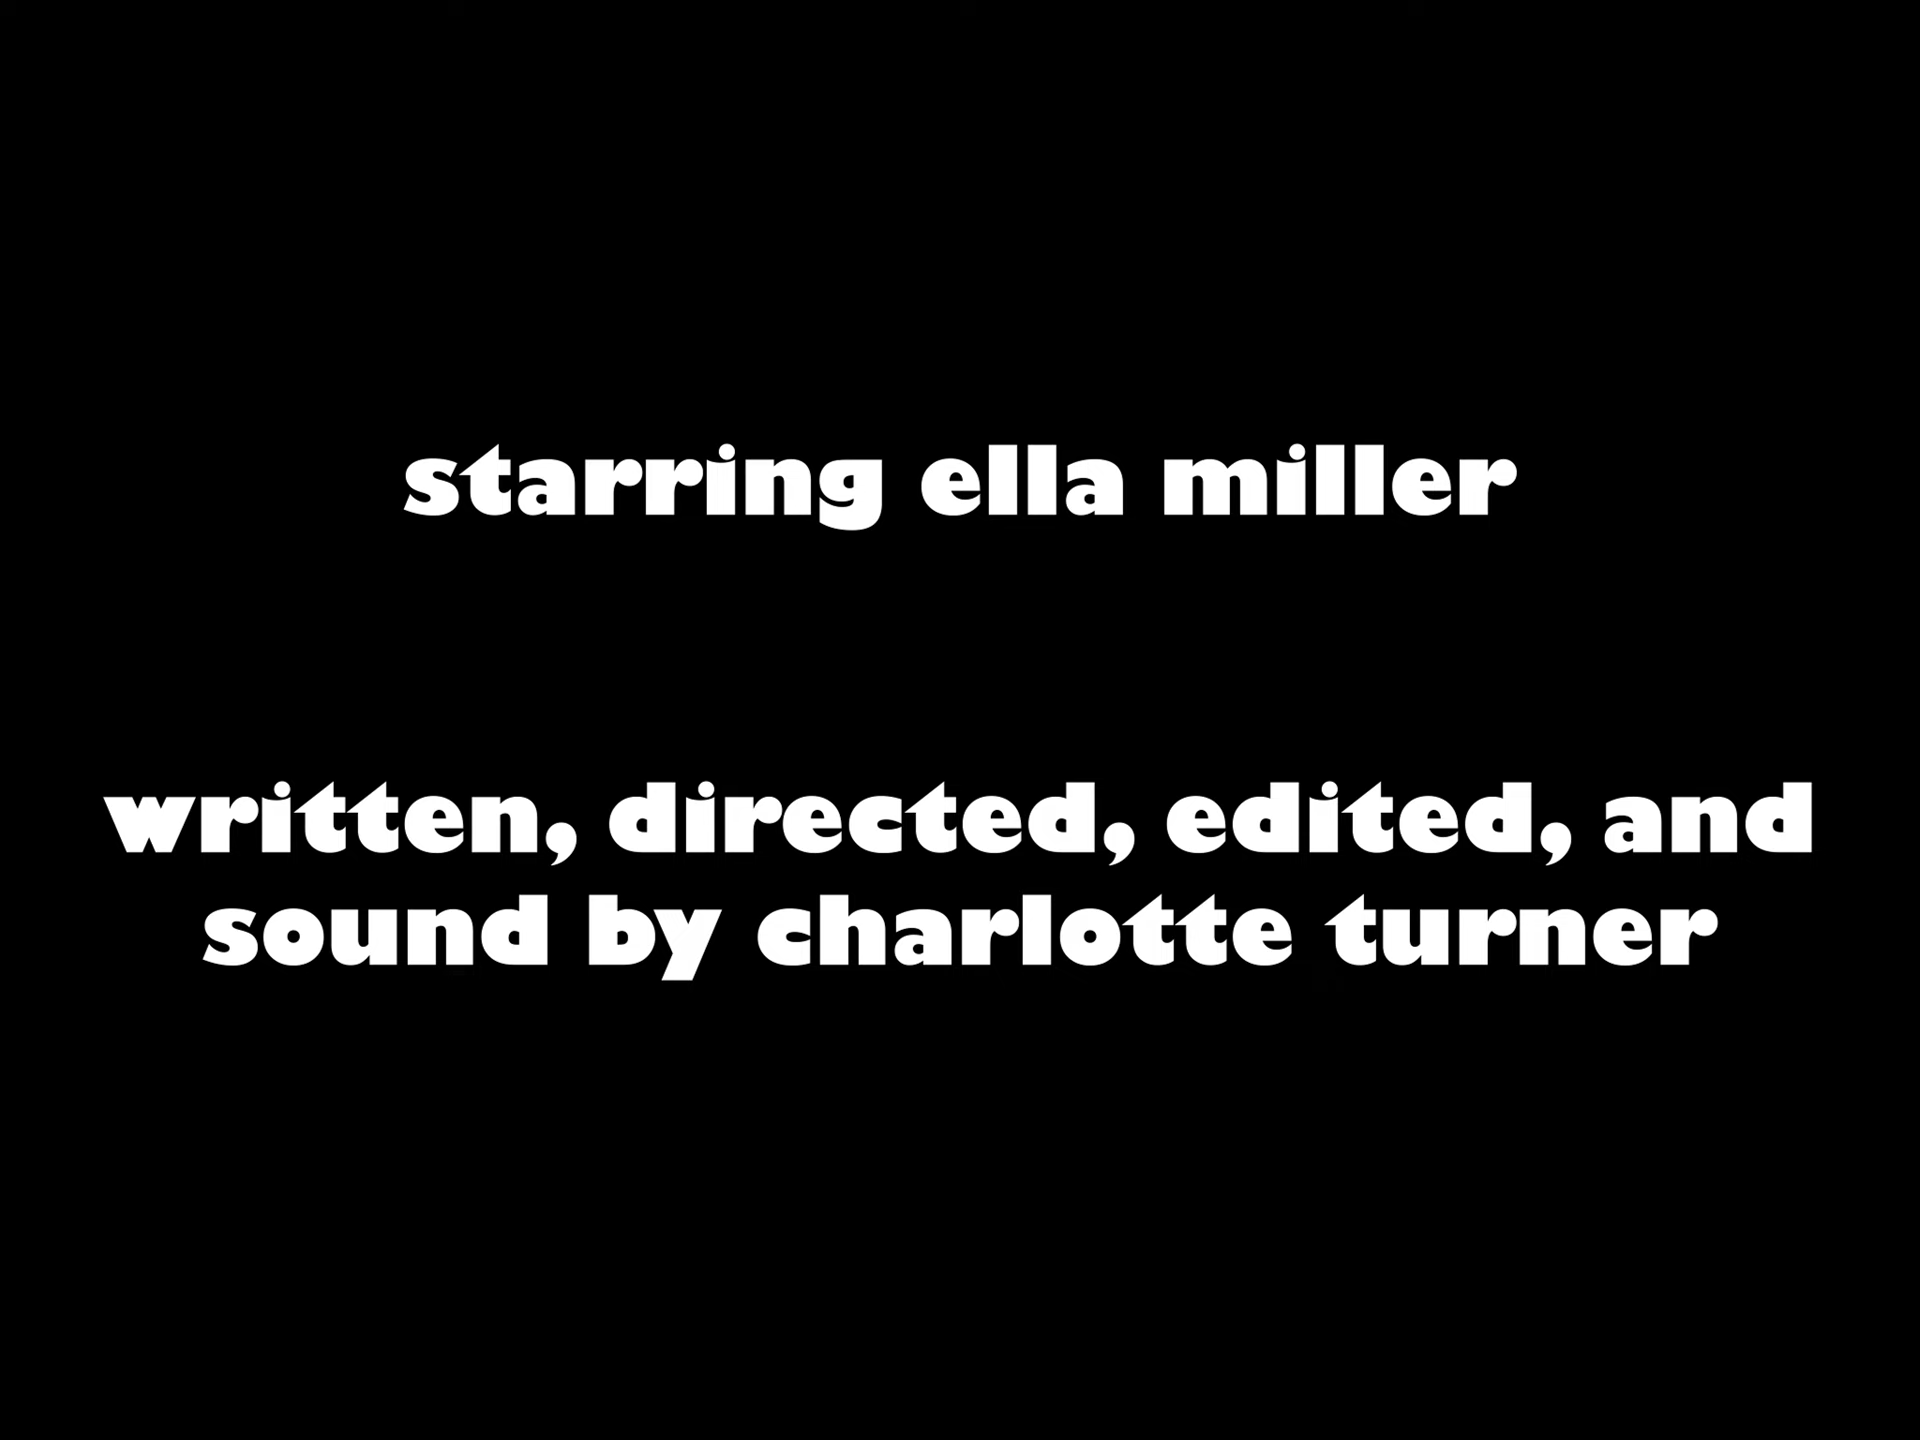 starring ella miller
written, directed, edited, and
sound by charlotte turner